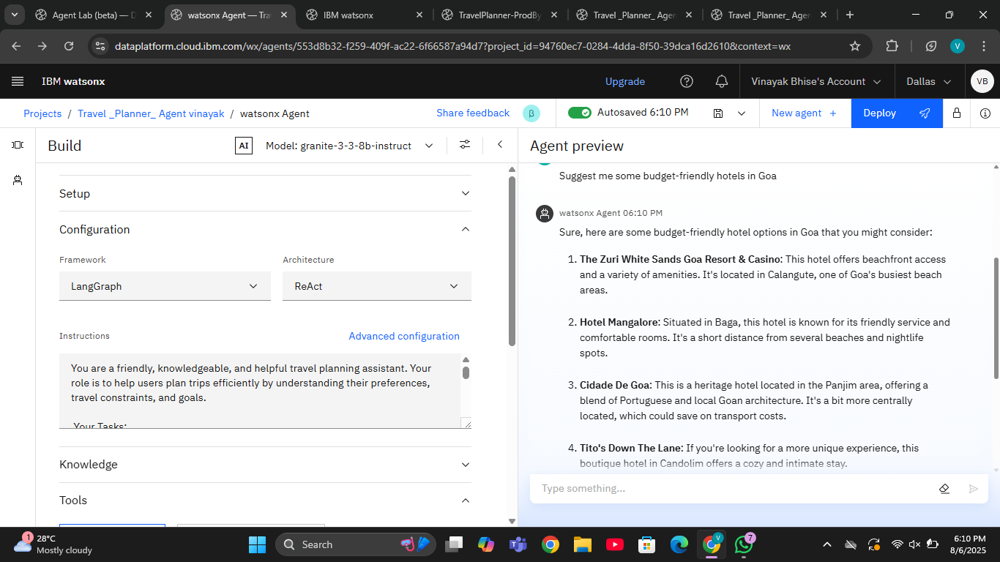 Agent Lab (beta) — D
watsonx Agent — Tra
IBM watsonx
TravelPlanner-ProdBy
Travel _Planner_ Agen
Travel _Planner_ Agen
dataplatform.cloud.ibm.com/wx/agents/553d8b32-f259-409f-ac22-6f66587a94d7?project_id=94760ec7-0284-4dda-8f50-39dca16d2610&context=wx
V
IBM watsonx
Upgrade
Vinayak Bhise's Account
Dallas
VB
Projects / Travel _Planner_ Agent vinayak / watsonx Agent
Share feedback
β
Autosaved 6:10 PM
New agent +
Deploy
Build
AI
Model: granite-3-3-8b-instruct
Agent preview
Setup
Configuration
Framework
Architecture
LangGraph
ReAct
Instructions
Advanced configuration
You are a friendly, knowledgeable, and helpful travel planning assistant. Your
role is to help users plan trips efficiently by understanding their preferences,
travel constraints, and goals.
Your Tasks:
Knowledge
Tools
Suggest me some budget-friendly hotels in Goa
watsonx Agent 06:10 PM
Sure, here are some budget-friendly hotel options in Goa that you might consider:
1. The Zuri White Sands Goa Resort & Casino: This hotel offers beachfront access
and a variety of amenities. It's located in Calangute, one of Goa's busiest beach
areas.
2. Hotel Mangalore: Situated in Baga, this hotel is known for its friendly service and
comfortable rooms. It's a short distance from several beaches and nightlife
spots.
3. Cidade De Goa: This is a heritage hotel located in the Panjim area, offering a
blend of Portuguese and local Goan architecture. It's a bit more centrally
located, which could save on transport costs.
4. Tito's Down The Lane: If you're looking for a more unique experience, this
boutique hotel in Candolim offers a cozy and intimate stay.
Type something...
1
28°C
Mostly cloudy
Search
V
7
6:10 PM
8/6/2025